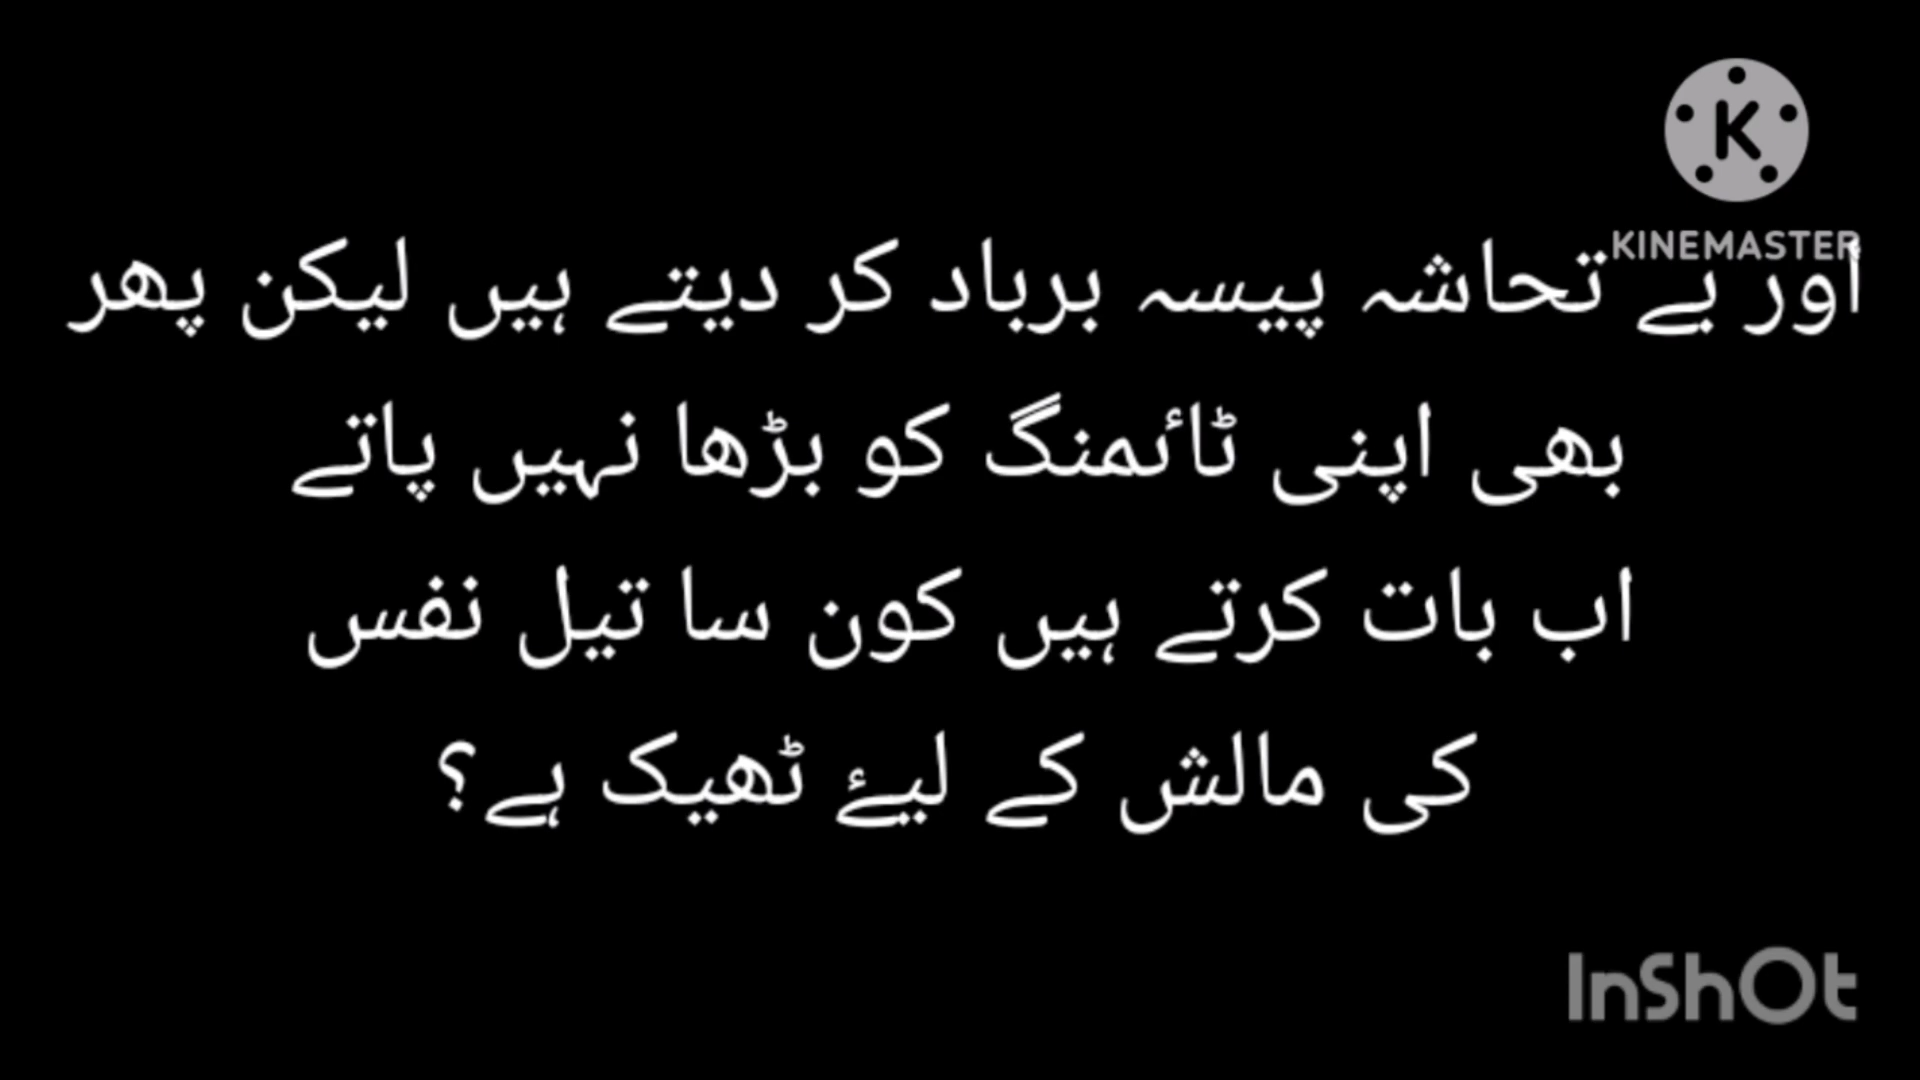 KINEMASTER
اور بے تحاشہ پیسہ برباد کر دیتے ہیں لیکن پھر
بھی اپنی ٹائمنگ کو بڑھا نہیں پاتے
اب بات کرتے ہیں کون سا تیل نفس
کی مالش کے لیۓ ٹھیک ہے؟
InShOt